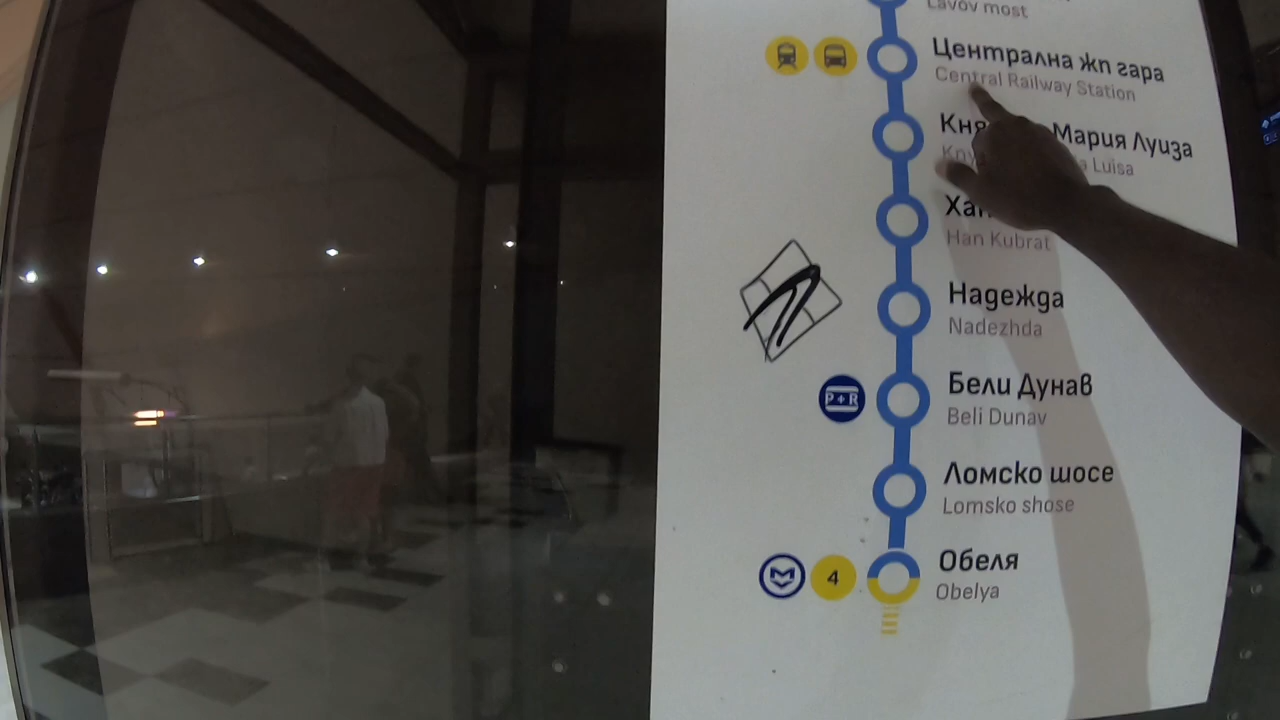 Lavov most
Централна жп гара
Central Railway Station
Мария Луиза
Luisa
Han Kubrat
Надежда
Nadezhda
P+R
Бели Дунав
Beli Dunav
Ломско шосе
Lomsko shose
4
Обеля
Obelya